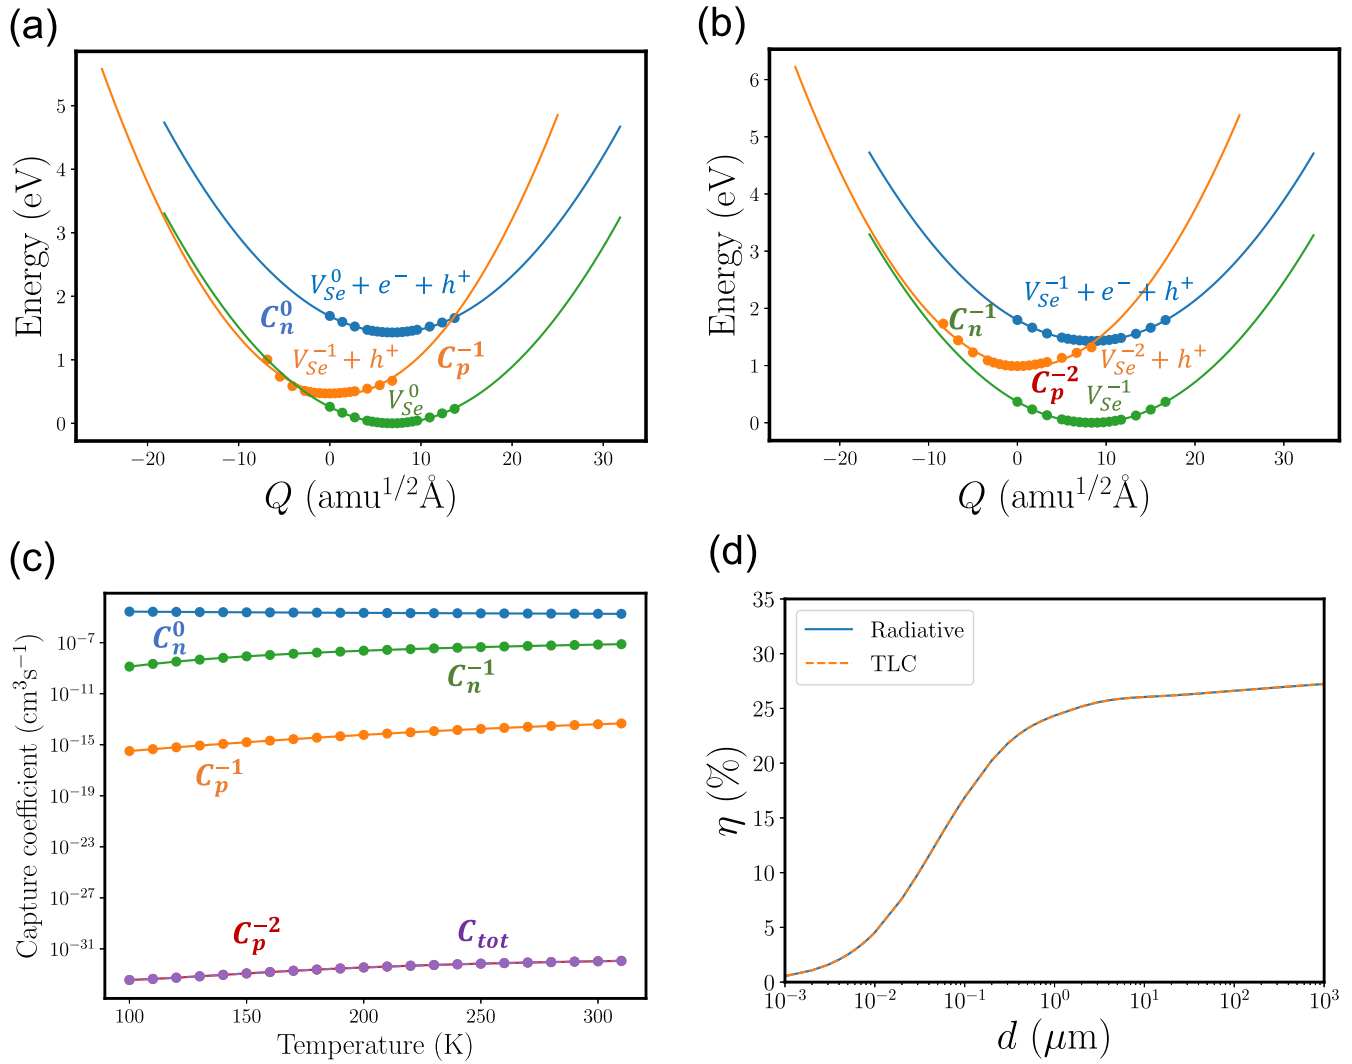 (a)
Energy (eV)
5
4
3
2
1
0
V_Se^0 + e^- + h^+
C_n^0
V_Se^-1 + h^+
C_p^-1
V_Se^0
−20 −10 0 10 20 30
Q (amu^1/2Å)
(b)
Energy (eV)
6
5
4
3
2
1
0
V_Se^-1 + e^- + h^+
C_n^-1
V_Se^-2 + h^+
C_p^-2
V_Se^-1
−20 −10 0 10 20 30
Q (amu^1/2Å)
(c)
Capture coefficient (cm^3s^−1)
10^−7
10^−11
10^−15
10^−19
10^−23
10^−27
10^−31
C_n^0
C_n^-1
C_p^-1
C_p^-2
C_tot
100 150 200 250 300
Temperature (K)
(d)
η (%)
35
30
25
20
15
10
5
0
Radiative
TLC
10^−3 10^−2 10^−1 10^0 10^1 10^2 10^3
d (μm)